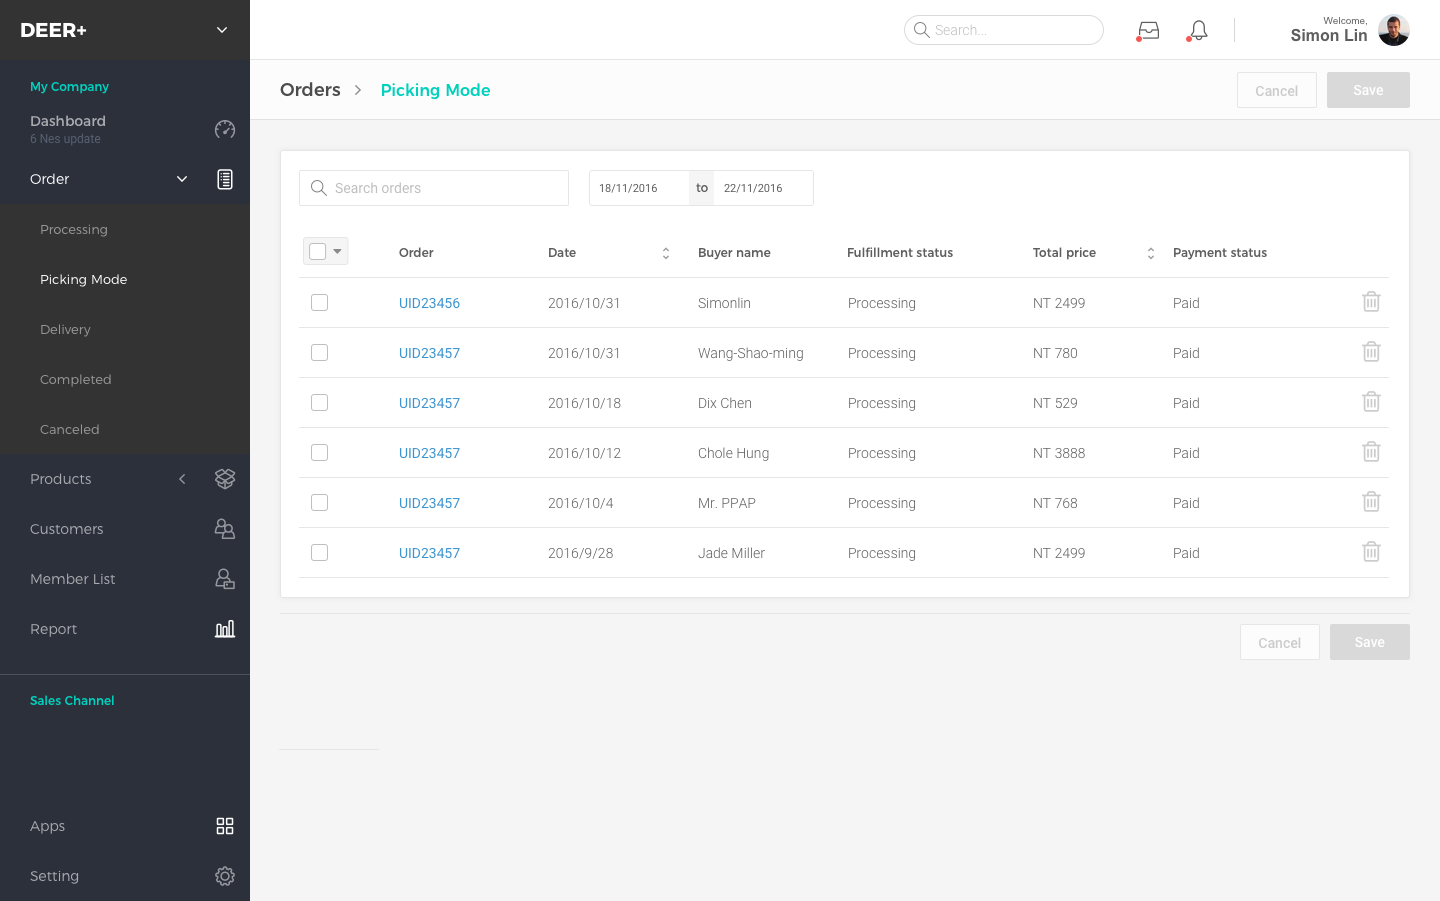 DEER+
Search...
Welcome,
Simon Lin
My Company
Dashboard
6 Nes update
Order
Processing
Picking Mode
Delivery
Completed
Canceled
Products
Customers
Member List
Report
Sales Channel
Apps
Setting
Orders > Picking Mode
Cancel Save
Search orders
18/11/2016 to 22/11/2016
Order Date Buyer name Fulfillment status Total price Payment status
UID23456 2016/10/31 Simonlin Processing NT 2499 Paid
UID23457 2016/10/31 Wang-Shao-ming Processing NT 780 Paid
UID23457 2016/10/18 Dix Chen Processing NT 529 Paid
UID23457 2016/10/12 Chole Hung Processing NT 3888 Paid
UID23457 2016/10/4 Mr. PPAP Processing NT 768 Paid
UID23457 2016/9/28 Jade Miller Processing NT 2499 Paid
Cancel Save